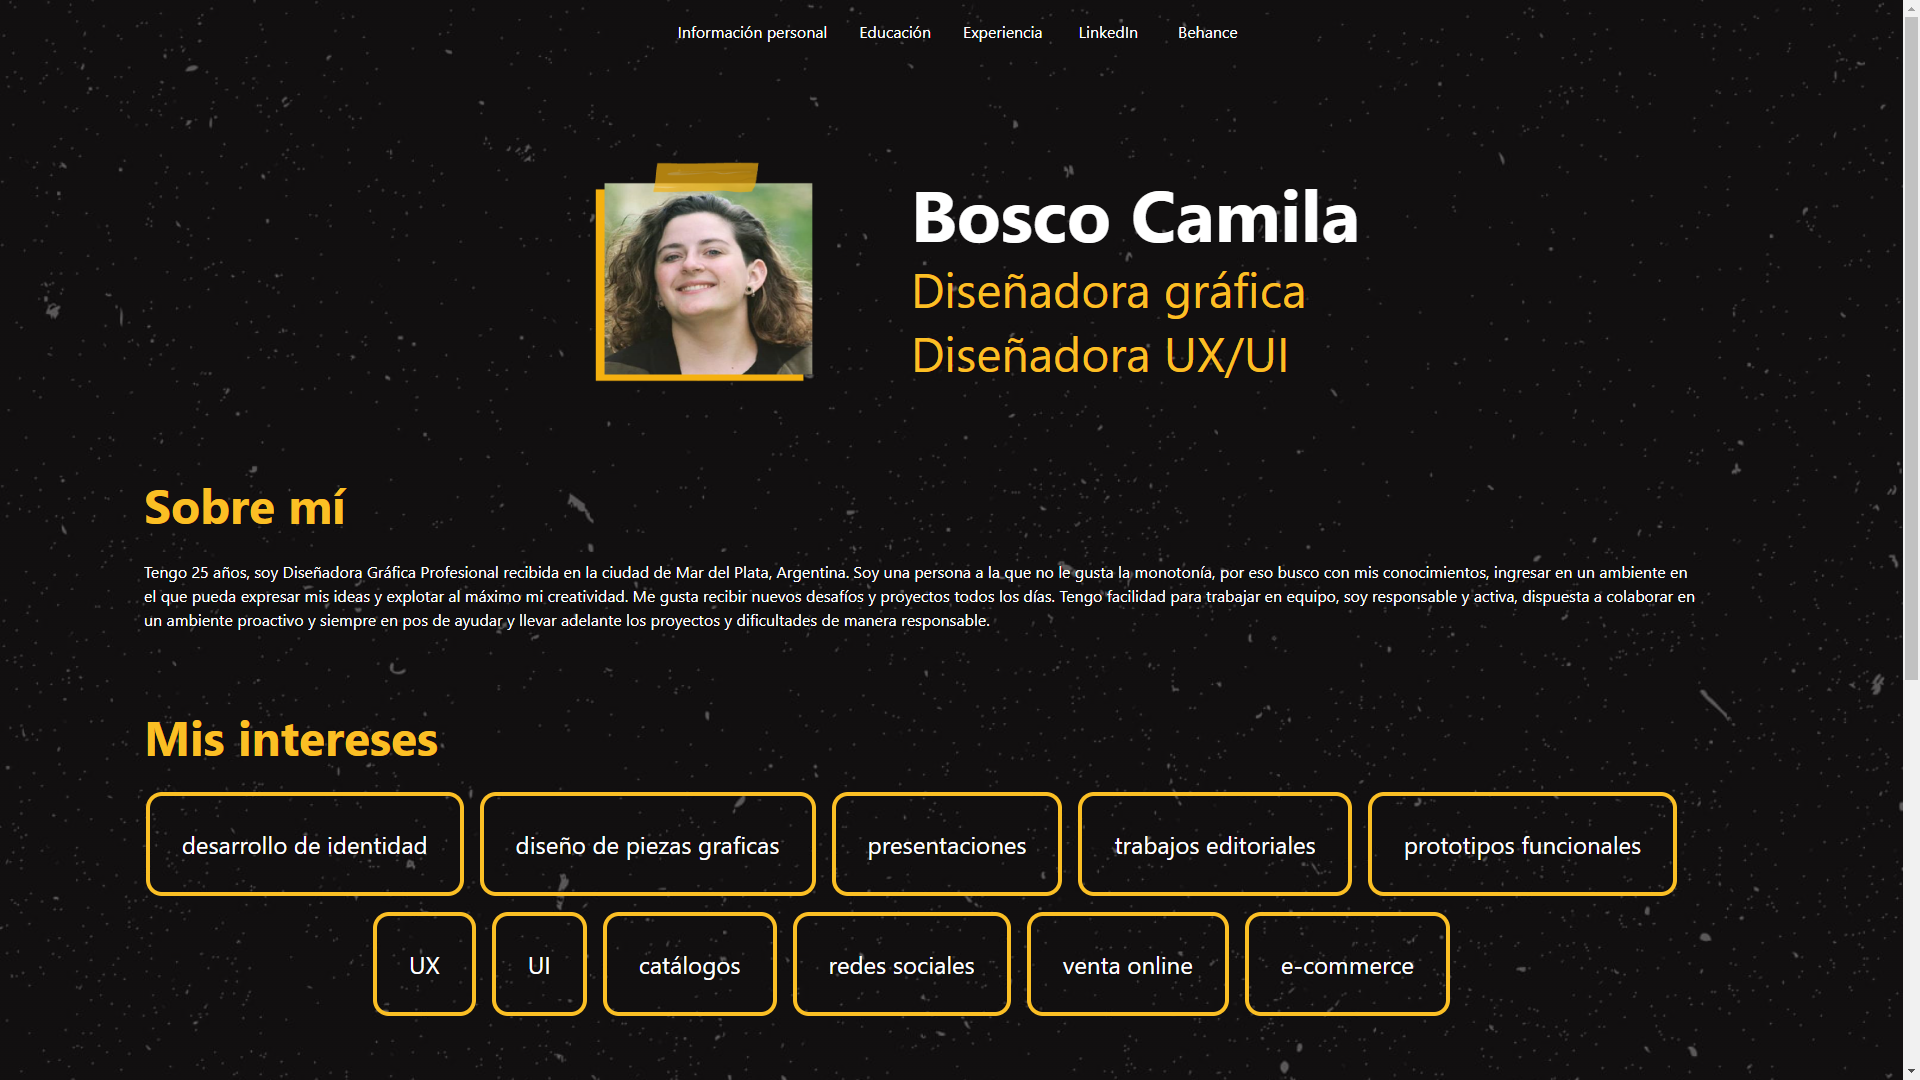 Información personal Educación Experiencia LinkedIn Behance
Bosco Camila
Diseñadora gráfica
Diseñadora UX/UI
Sobre mí
Tengo 25 años, soy Diseñadora Gráfica Profesional recibida en la ciudad de Mar del Plata, Argentina. Soy una persona a la que no le gusta la monotonía, por eso busco con mis conocimientos, ingresar en un ambiente en
el que pueda expresar mis ideas y explotar al máximo mi creatividad. Me gusta recibir nuevos desafíos y proyectos todos los días. Tengo facilidad para trabajar en equipo, soy responsable y activa, dispuesta a colaborar en
un ambiente proactivo y siempre en pos de ayudar y llevar adelante los proyectos y dificultades de manera responsable.
Mis intereses
desarrollo de identidad diseño de piezas graficas presentaciones trabajos editoriales prototipos funcionales
UX UI catálogos redes sociales venta online e-commerce